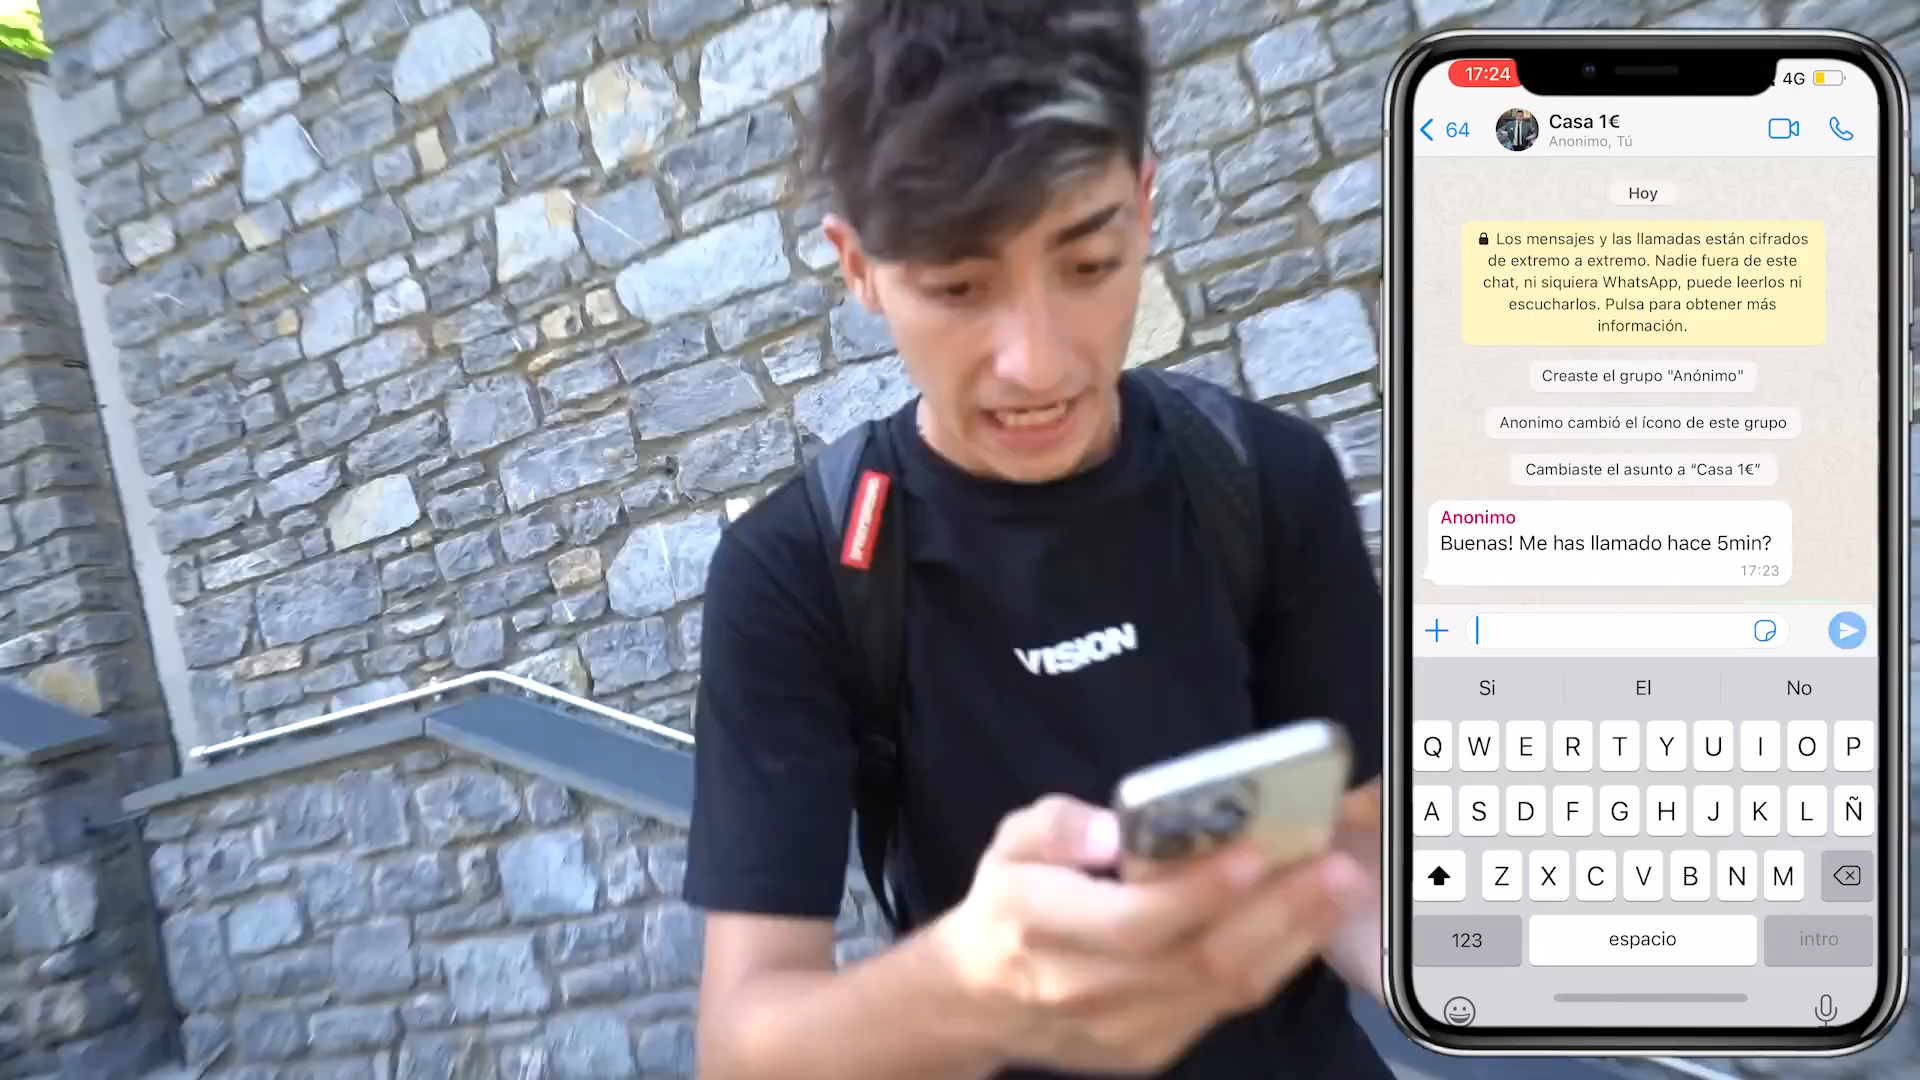 VISION
17:24
4G
64
Casa 1€
Anonimo, Tú
Hoy
Los mensajes y las llamadas están cifrados
de extremo a extremo. Nadie fuera de este
chat, ni siquiera WhatsApp, puede leerlos ni
escucharlos. Pulsa para obtener más
información.
Creaste el grupo "Anónimo"
Anonimo cambió el ícono de este grupo
Cambiaste el asunto a “Casa 1€”
Anonimo
Buenas! Me has llamado hace 5min?
17:23
Si El No
Q W E R T Y U I O P
A S D F G H J K L Ñ
Z X C V B N M
123 espacio intro